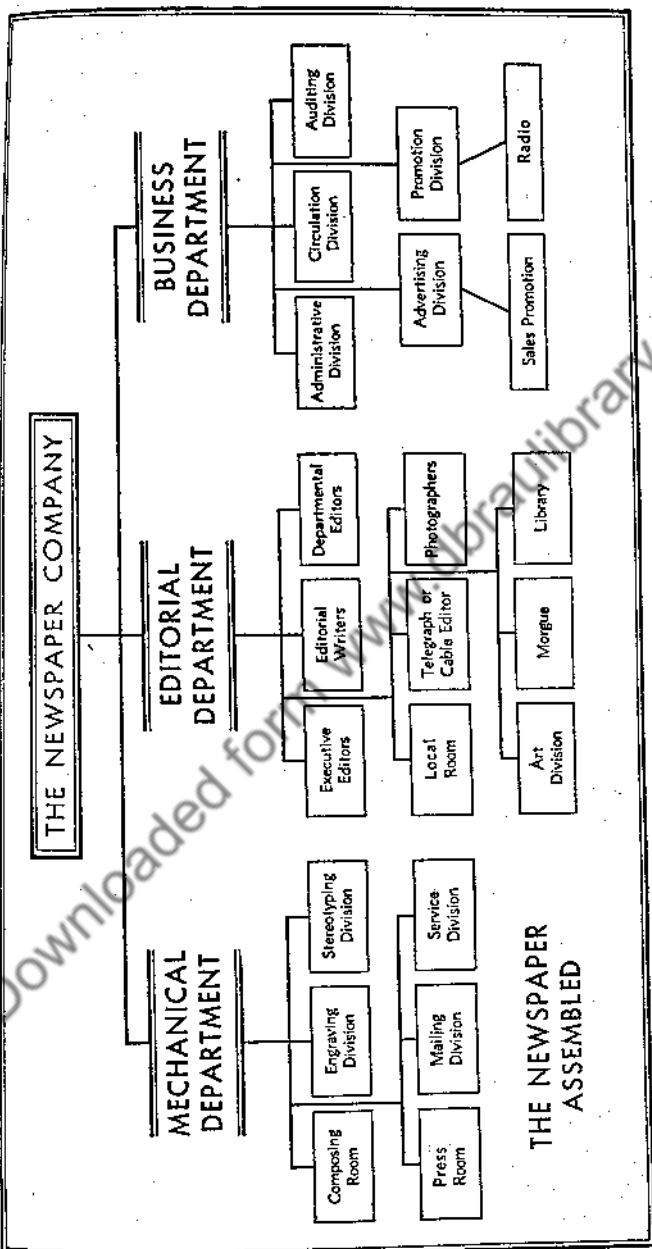 THE NEWSPAPER COMPANY
MECHANICAL
DEPARTMENT
Composing
Room
Engraving
Division
Stereotyping
Division
Press
Room
Mailing
Division
Service
Division
THE NEWSPAPER
ASSEMBLED
EDITORIAL
DEPARTMENT
Executive
Editors
Editorial
Writers
Departmental
Editors
Local
Room
Telegraph or
Cable Editor
Photographers
Art
Division
Morgue
Library
BUSINESS
DEPARTMENT
Administrative
Division
Circulation
Division
Auditing
Division
Advertising
Division
Promotion
Division
Sales Promotion
Radio
Downloaded form www.dbraulibrary